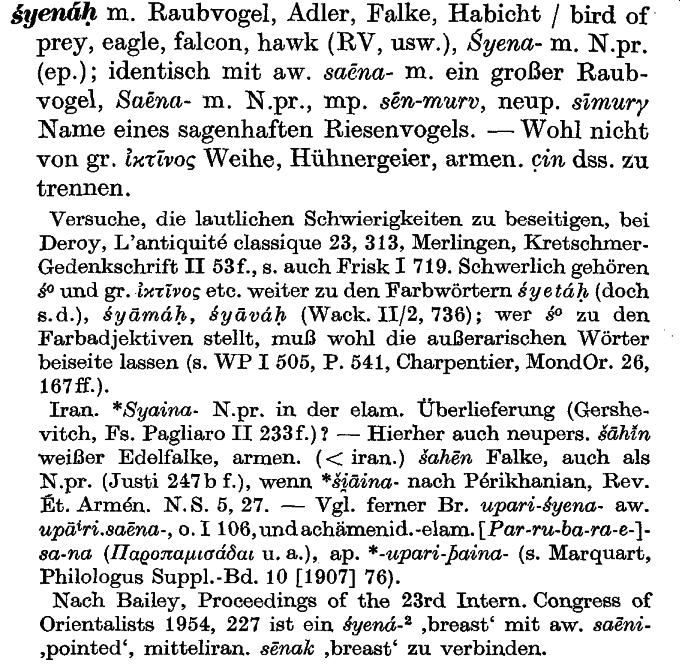 śyenáḥ m. Raubvogel, Adler, Falke, Habicht / bird of
prey, eagle, falcon, hawk (RV, usw.), Śyena- m. N.pr.
(ep.); identisch mit aw. saēna- m. ein großer Raub-
vogel, Saēna- m. N.pr., mp. sēn-murv, neup. sīmurγ
Name eines sagenhaften Riesenvogels. — Wohl nicht
von gr. ἰκτῖνος Weihe, Hühnergeier, armen. çin dss. zu
trennen.
Versuche, die lautlichen Schwierigkeiten zu beseitigen, bei
Deroy, L'antiquité classique 23, 313, Merlingen, Kretschmer-
Gedenkschrift II 53f., s. auch Frisk I 719. Schwerlich gehören
ś⁰ und gr. ἰκτῖνος etc. weiter zu den Farbwörtern śyetáḥ (doch
s.d.), śyāmáḥ, śyāváḥ (Wack. II/2, 736); wer ś⁰ zu den
Farbadjektiven stellt, muß wohl die außerarischen Wörter
beiseite lassen (s. WP I 505, P. 541, Charpentier, MondOr. 26,
167ff.).
Iran. *Syaina- N.pr. in der elam. Überlieferung (Gershe-
vitch, Fs. Pagliaro II 233f.)? — Hierher auch neupers. šāhīn
weißer Edelfalke, armen. (< iran.) šahēn Falke, auch als
N.pr. (Justi 247b f.), wenn *śi̯āina- nach Périkhanian, Rev.
Ét. Armén. N.S. 5, 27. — Vgl. ferner Br. upari-śyena- aw.
upāⁱri.saēna-, o. I 106, und achämenid.-elam. [Par-ru-ba-ra-e-]-
sa-na (Παροπαμισάδαι u. a.), ap. *-upari-þaina- (s. Marquart,
Philologus Suppl.-Bd. 10 [1907] 76).
Nach Bailey, Proceedings of the 23rd Intern. Congress of
Orientalists 1954, 227 ist ein śyená-² ‚breast‘ mit aw. saēni-
‚pointed‘, mitteliran. sēnak ‚breast‘ zu verbinden.